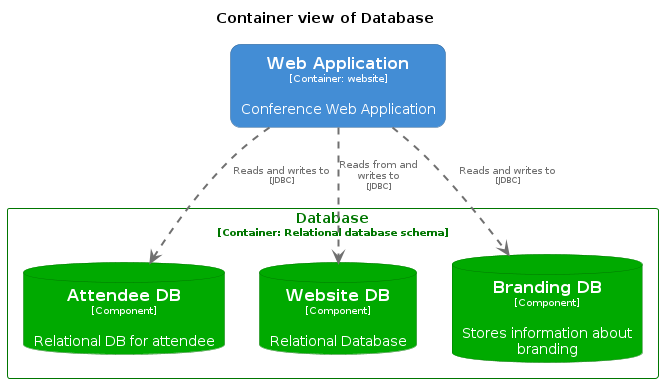 Container view of Database
Web Application
[Container: website]
Conference Web Application
Reads and writes to
[JDBC]
Reads from and
writes to
[JDBC]
Reads and writes to
[JDBC]
Database
[Container: Relational database schema]
Attendee DB
[Component]
Relational DB for attendee
Website DB
[Component]
Relational Database
Branding DB
[Component]
Stores information about
branding